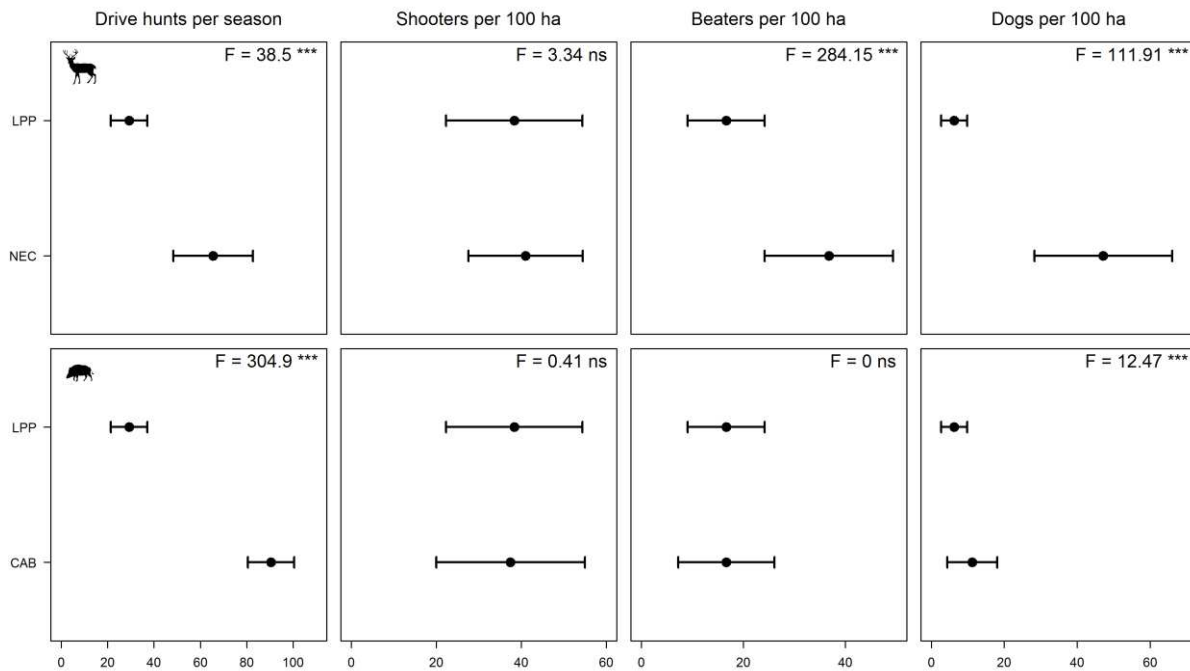 Drive hunts per season
Shooters per 100 ha
Beaters per 100 ha
Dogs per 100 ha
F = 38.5 ***
F = 3.34 ns
F = 284.15 ***
F = 111.91 ***
LPP
NEC
F = 304.9 ***
F = 0.41 ns
F = 0 ns
F = 12.47 ***
LPP
CAB
0 20 40 60 80 100
0 20 40 60
0 20 40
0 20 40 60